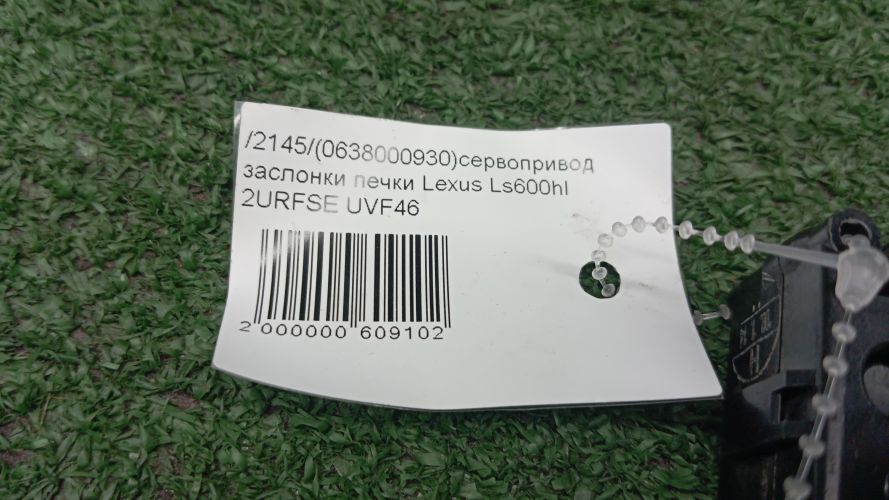 /2145/(0638000930)сервопривод
заслонки печки Lexus Ls600hl
2URFSE UVF46
2 000000 609102